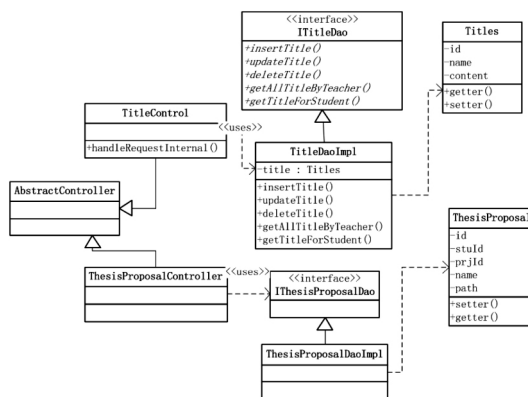 <<interface>>
ITitleDao
+insertTitle()
+updateTitle()
+deleteTitle()
+getAllTitleByTeacher()
+getTitleForStudent()
Titles
-id
-name
-content
+getter()
+setter()
TitleControl
+handleRequestInternal()
<<uses>>
TitleDaoImpl
-title : Titles
+insertTitle()
+updateTitle()
+deleteTitle()
+getAllTitleByTeacher()
+getTitleForStudent()
AbstractController
ThesisProposal
-id
-stuId
-prjId
-name
-path
+setter()
+getter()
ThesisProposalController
<<uses>>
<<interface>>
IThesisProposalDao
ThesisProposalDaoImpl